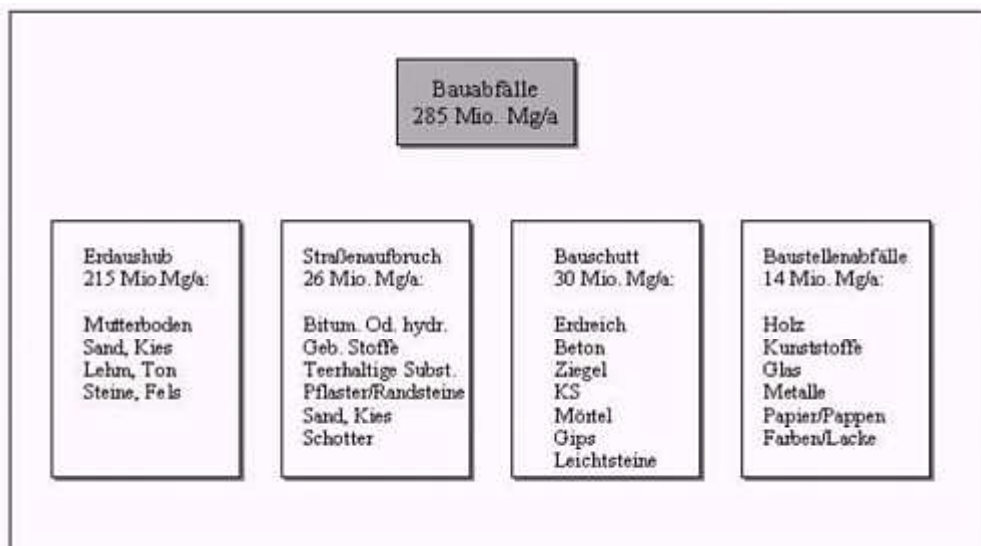 Bauabfälle
285 Mio. Mg/a
Erdaushub
215 Mio.Mg/a:
Mutterboden
Sand, Kies
Lehm, Ton
Steine, Fels
Straßenaufbruch
26 Mio. Mg/a:
Bitum. Od. hydr.
Geb. Stoffe
Teerhaltige Subst.
Pflaster/Randsteine
Sand, Kies
Schotter
Bauschutt
30 Mio. Mg/a:
Erdreich
Beton
Ziegel
KS
Mörtel
Gips
Leichtsteine
Baustellenabfälle
14 Mio. Mg/a:
Holz
Kunststoffe
Glas
Metalle
Papier/Pappen
Farben/Lacke